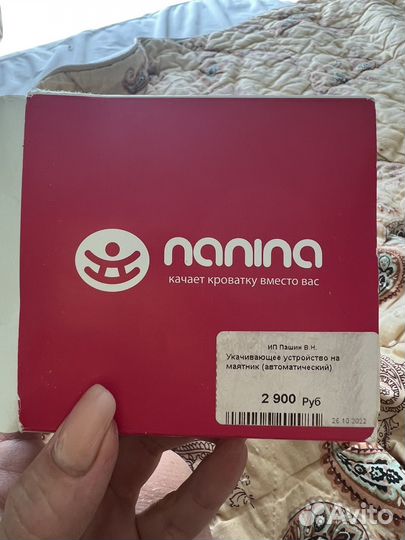 nanina
качает кроватку вместо вас
ИП Пашин В.Н.
Укачивающее устройство на
маятник (автоматический)
2 900 Руб
26.10.2022
Avito